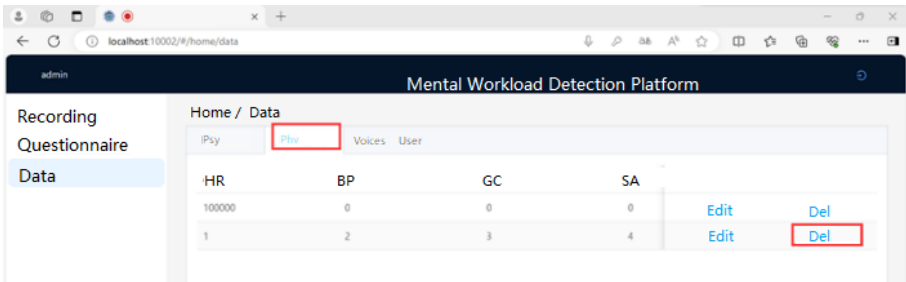 localhost:10002/#/home/data
admin
Mental Workload Detection Platform
Recording
Questionnaire
Data
Home / Data
Psy Phy Voices User
HR BP GC SA
100000 0 0 0 Edit Del
1 2 3 4 Edit Del